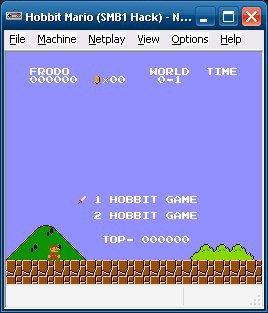 Hobbit Mario (SMB1 Hack) - N...
File Machine Netplay View Options Help
FRODO WORLD TIME
000000 ×00 0-1
1 HOBBIT GAME
2 HOBBIT GAME
TOP- 000000